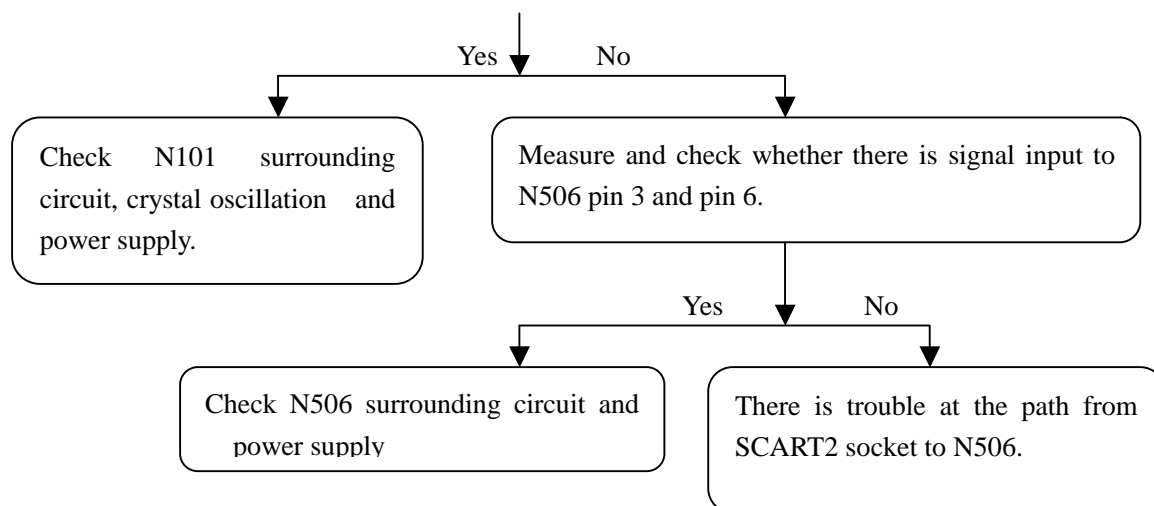 Yes No
Check N101 surrounding
circuit, crystal oscillation and
power supply.
Measure and check whether there is signal input to
N506 pin 3 and pin 6.
Yes No
Check N506 surrounding circuit and
power supply
There is trouble at the path from
SCART2 socket to N506.